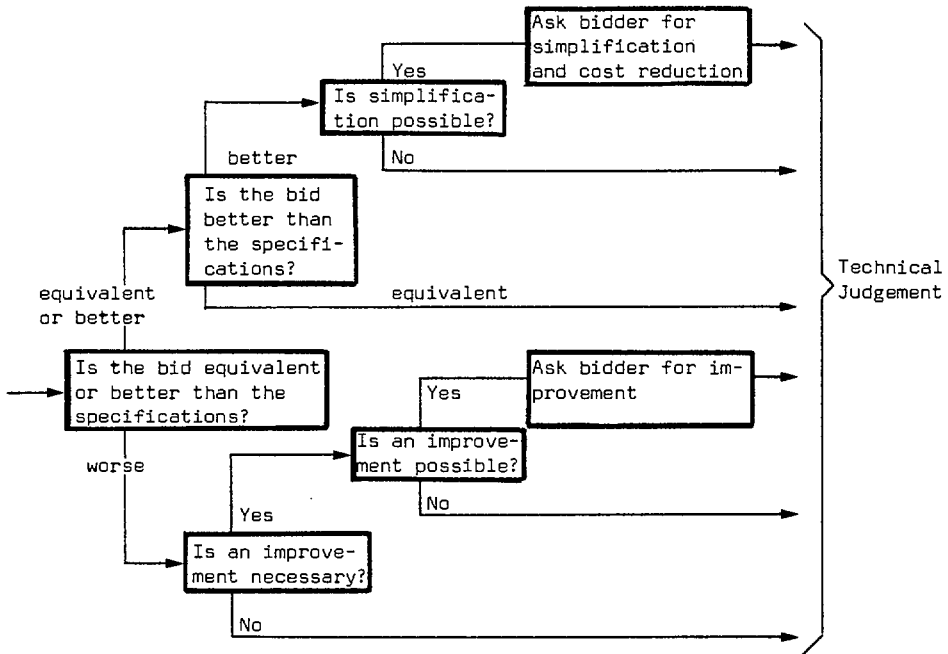 Ask bidder for
simplification
and cost reduction
Yes
Is simplifica-
tion possible?
No
better
Is the bid
better than
the specifi-
cations?
equivalent
equivalent
or better
Technical
Judgement
Is the bid equivalent
or better than the
specifications?
Ask bidder for im-
provement
Yes
Is an improve-
ment possible?
No
worse
Yes
Is an improve-
ment necessary?
No